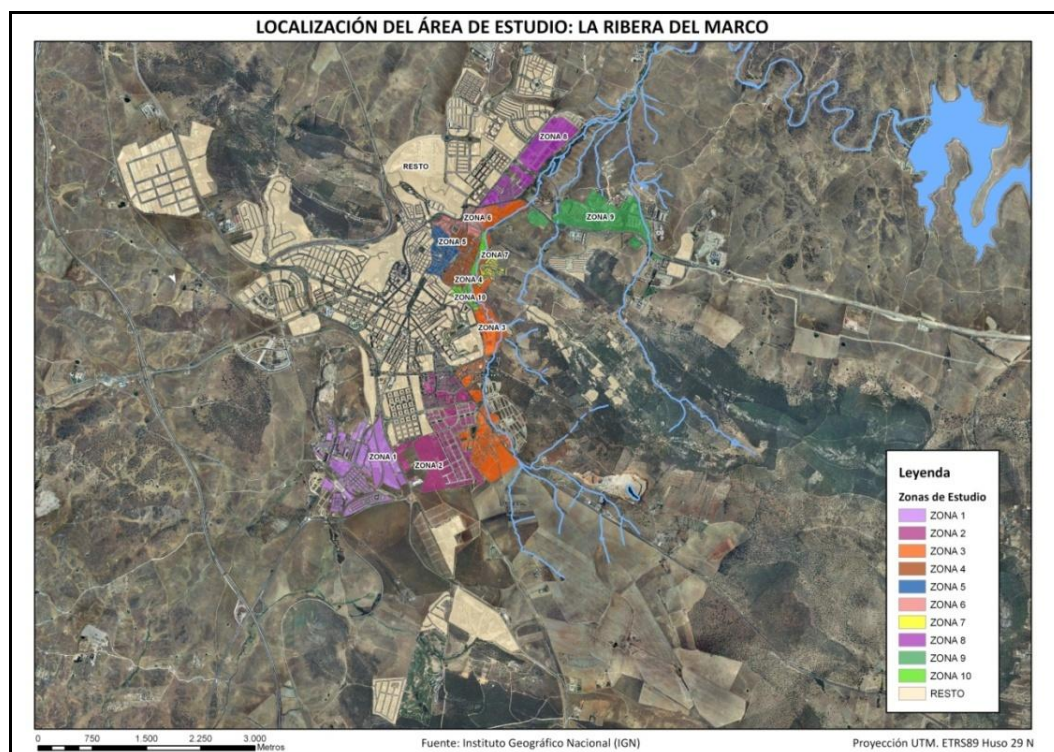 LOCALIZACIÓN DEL ÁREA DE ESTUDIO: LA RIBERA DEL MARCO
ZONA 8
RESTO
ZONA 6
ZONA 9
ZONA 5
ZONA 7
ZONA 4
ZONA 10
ZONA 3
ZONA 1
ZONA 2
Leyenda
Zonas de Estudio
ZONA 1
ZONA 2
ZONA 3
ZONA 4
ZONA 5
ZONA 6
ZONA 7
ZONA 8
ZONA 9
ZONA 10
RESTO
0 750 1.500 2.250 3.000
Metros
Fuente: Instituto Geográfico Nacional (IGN)
Proyección UTM. ETRS89 Huso 29 N